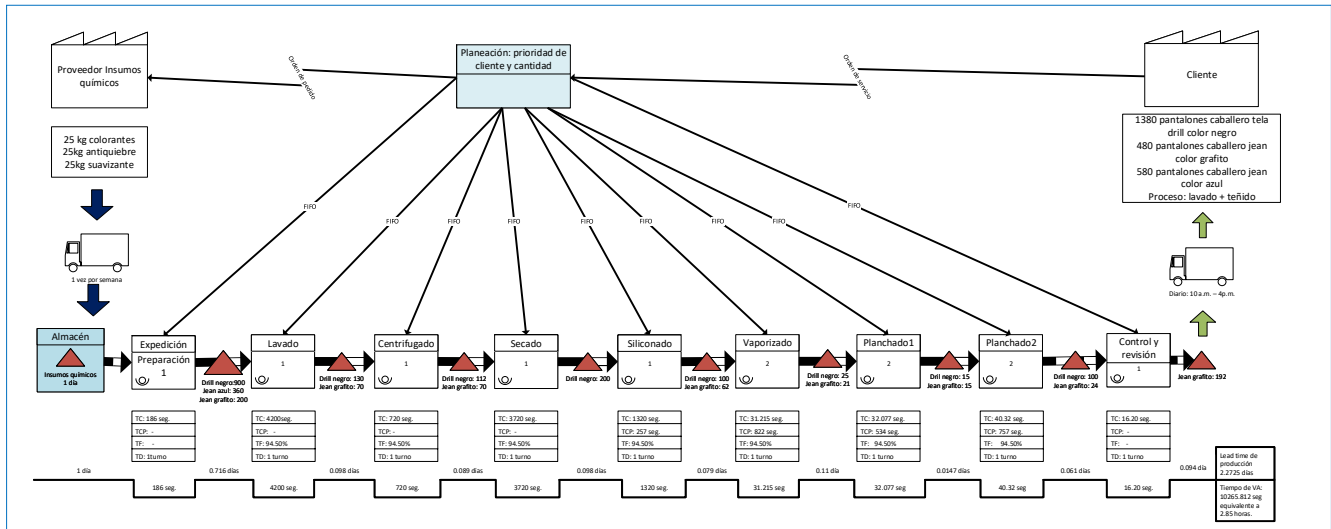 Proveedor Insumos
químicos
Orden de pedido
Planeación: prioridad de
cliente y cantidad
Orden de servicio
Cliente
25 kg colorantes
25kg antiquiebre
25kg suavizante
1380 pantalones caballero tela
drill color negro
480 pantalones caballero jean
color grafito
580 pantalones caballero jean
color azul
Proceso: lavado + teñido
FIFO
FIFO
FIFO
FIFO
FIFO
FIFO
FIFO
FIFO
FIFO
1 vez por semana
Diario: 10 a.m. – 4p.m.
Almacén
Insumos químicos
1 día
Expedición
Preparación
1
Drill negro:900
Jean azul: 360
Jean grafito: 200
Lavado
1
Drill negro: 130
Jean grafito: 70
Centrifugado
1
Drill negro: 112
Jean grafito: 70
Secado
1
Drill negro: 200
Siliconado
1
Drill negro: 100
Jean grafito: 62
Vaporizado
2
Drill negro: 25
Jean grafito: 21
Planchado1
2
Drill negro: 15
Jean grafito: 15
Planchado2
2
Drill negro: 100
Jean grafito: 24
Control y
revisión
1
Jean grafito: 192
TC: 186 seg.
TCP: -
TF: -
TD: 1turno
TC: 4200seg.
TCP: -
TF: 94.50%
TD: 1 turno
TC: 720 seg.
TCP: -
TF: 94.50%
TD: 1 turno
TC: 3720 seg.
TCP: -
TF: 94.50%
TD: 1 turno
TC: 1320 seg.
TCP: 257 seg.
TF: 94.50%
TD: 1 turno
TC: 31.215 seg.
TCP: 822 seg.
TF: 94.50%
TD: 1 turno
TC: 32.077 seg.
TCP: 534 seg.
TF: 94.50%
TD: 1 turno
TC: 40.32 seg.
TCP: 757 seg.
TF: 94.50%
TD: 1 turno
TC: 16.20 seg.
TCP: -
TF: -
TD: 1 turno
1 día
0.716 días
0.098 días
0.089 días
0.098 días
0.079 días
0.11 días
0.0147 días
0.061 días
0.094 día
186 seg.
4200 seg.
720 seg.
3720 seg.
1320 seg.
31.215 seg.
32.077 seg
40.32 seg
16.20 seg.
Lead time de
producción
2.2725 días
Tiempo de VA:
10265.812 seg
equivalente a
2.85 horas.